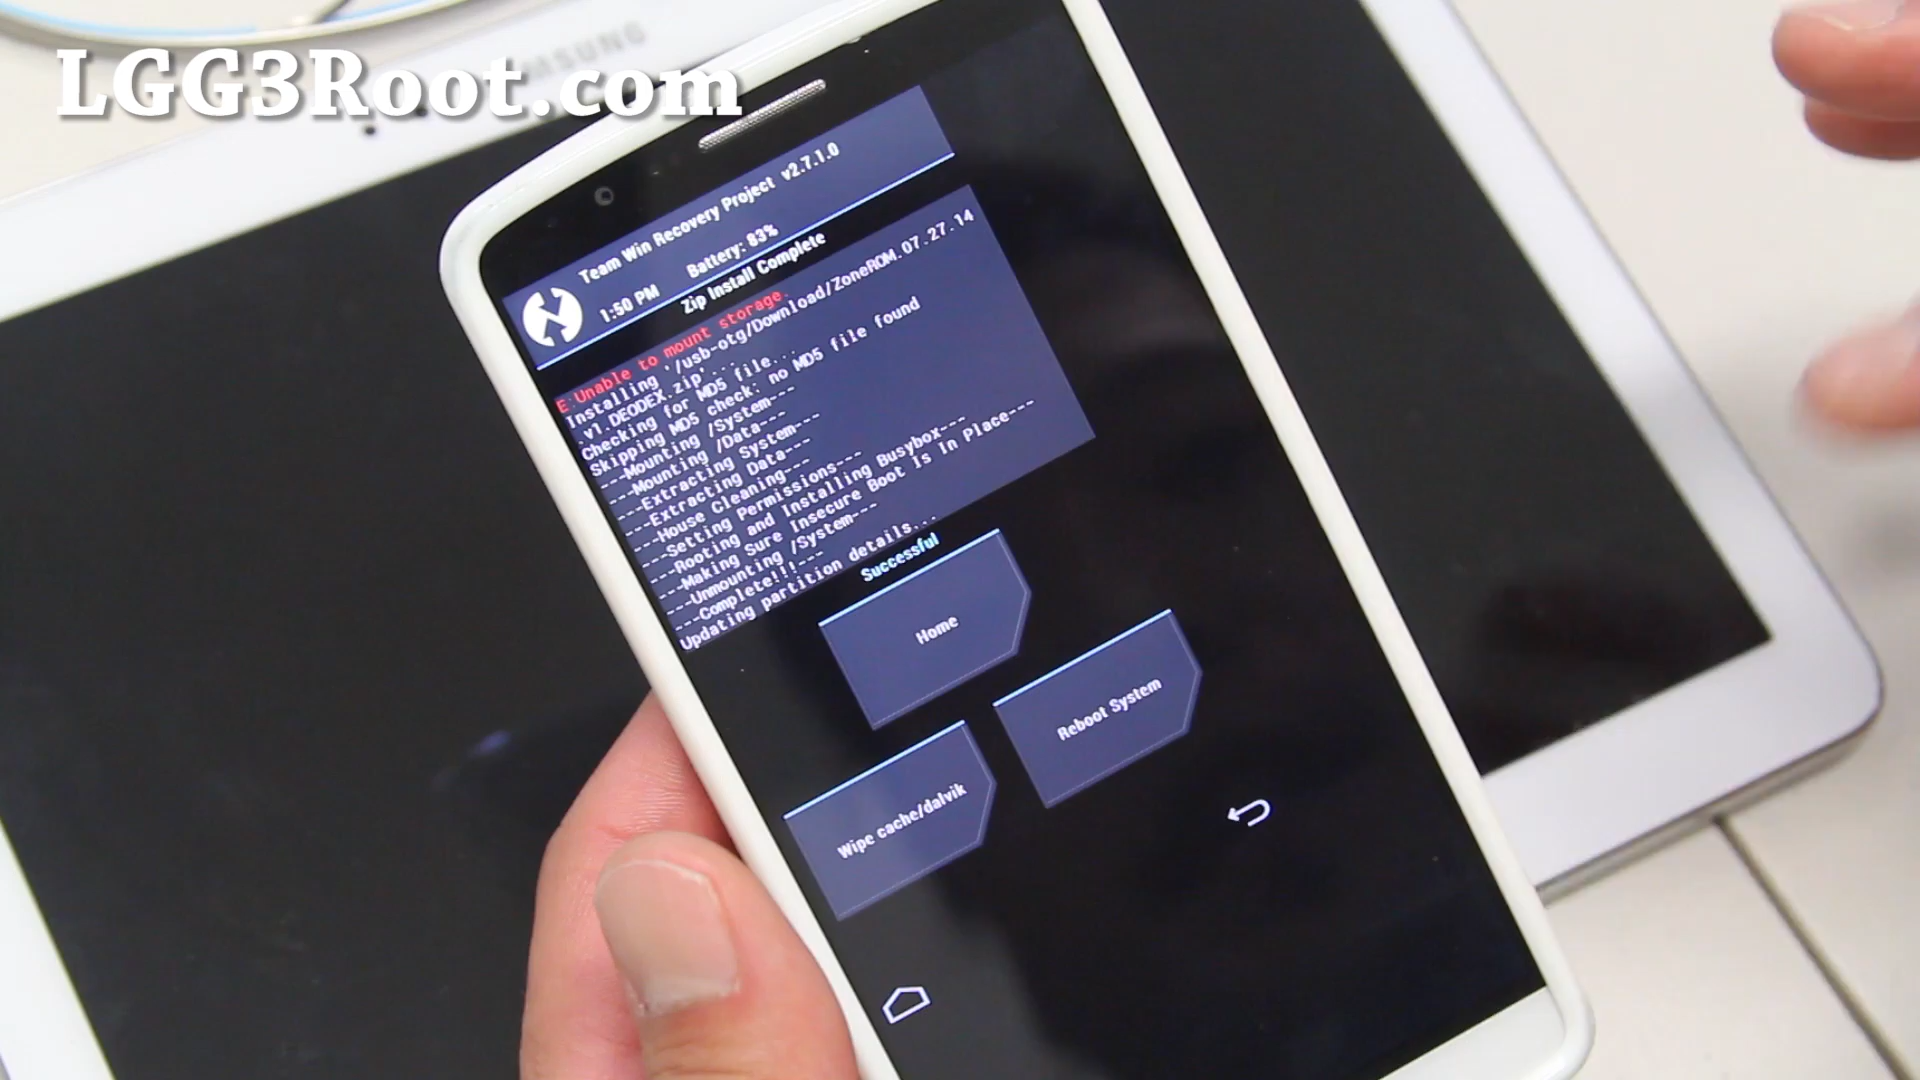 LGG3Root.com
SAMSUNG
Team Win Recovery Project v2.7.1.0
1:50 PM
Battery: 83%
Zip Install Complete
E:Unable to mount storage.
Installing '/usb-otg/Download/ZoneROM.07.27.14
.v1.DEODEX.zip'...
Checking for MD5 file...
Skipping MD5 check: no MD5 file found
---Mounting /System---
---Mounting /Data---
---Extracting System---
---Extracting Data---
---House Cleaning---
---Setting Permissions---
---Rooting and Installing Busybox---
---Making Sure Insecure Boot Is In Place---
---Unmounting /System---
---Complete!!!---
Updating partition details...
Successful
Home
Reboot System
Wipe cache/dalvik